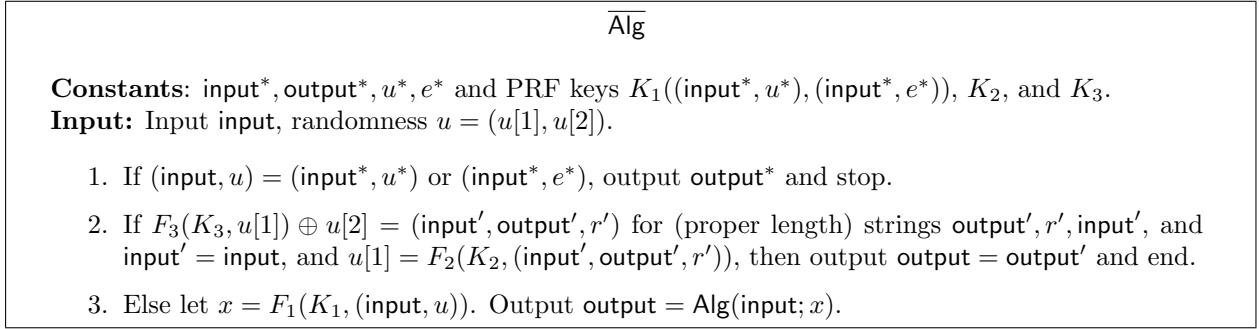 Alg
Constants: input*, output*, u*, e* and PRF keys K₁((input*, u*), (input*, e*)), K₂, and K₃.
Input: Input input, randomness u = (u[1], u[2]).
1. If (input, u) = (input*, u*) or (input*, e*), output output* and stop.
2. If F₃(K₃, u[1]) ⊕ u[2] = (input′, output′, r′) for (proper length) strings output′, r′, input′, and
input′ = input, and u[1] = F₂(K₂, (input′, output′, r′)), then output output = output′ and end.
3. Else let x = F₁(K₁, (input, u)). Output output = Alg(input; x).